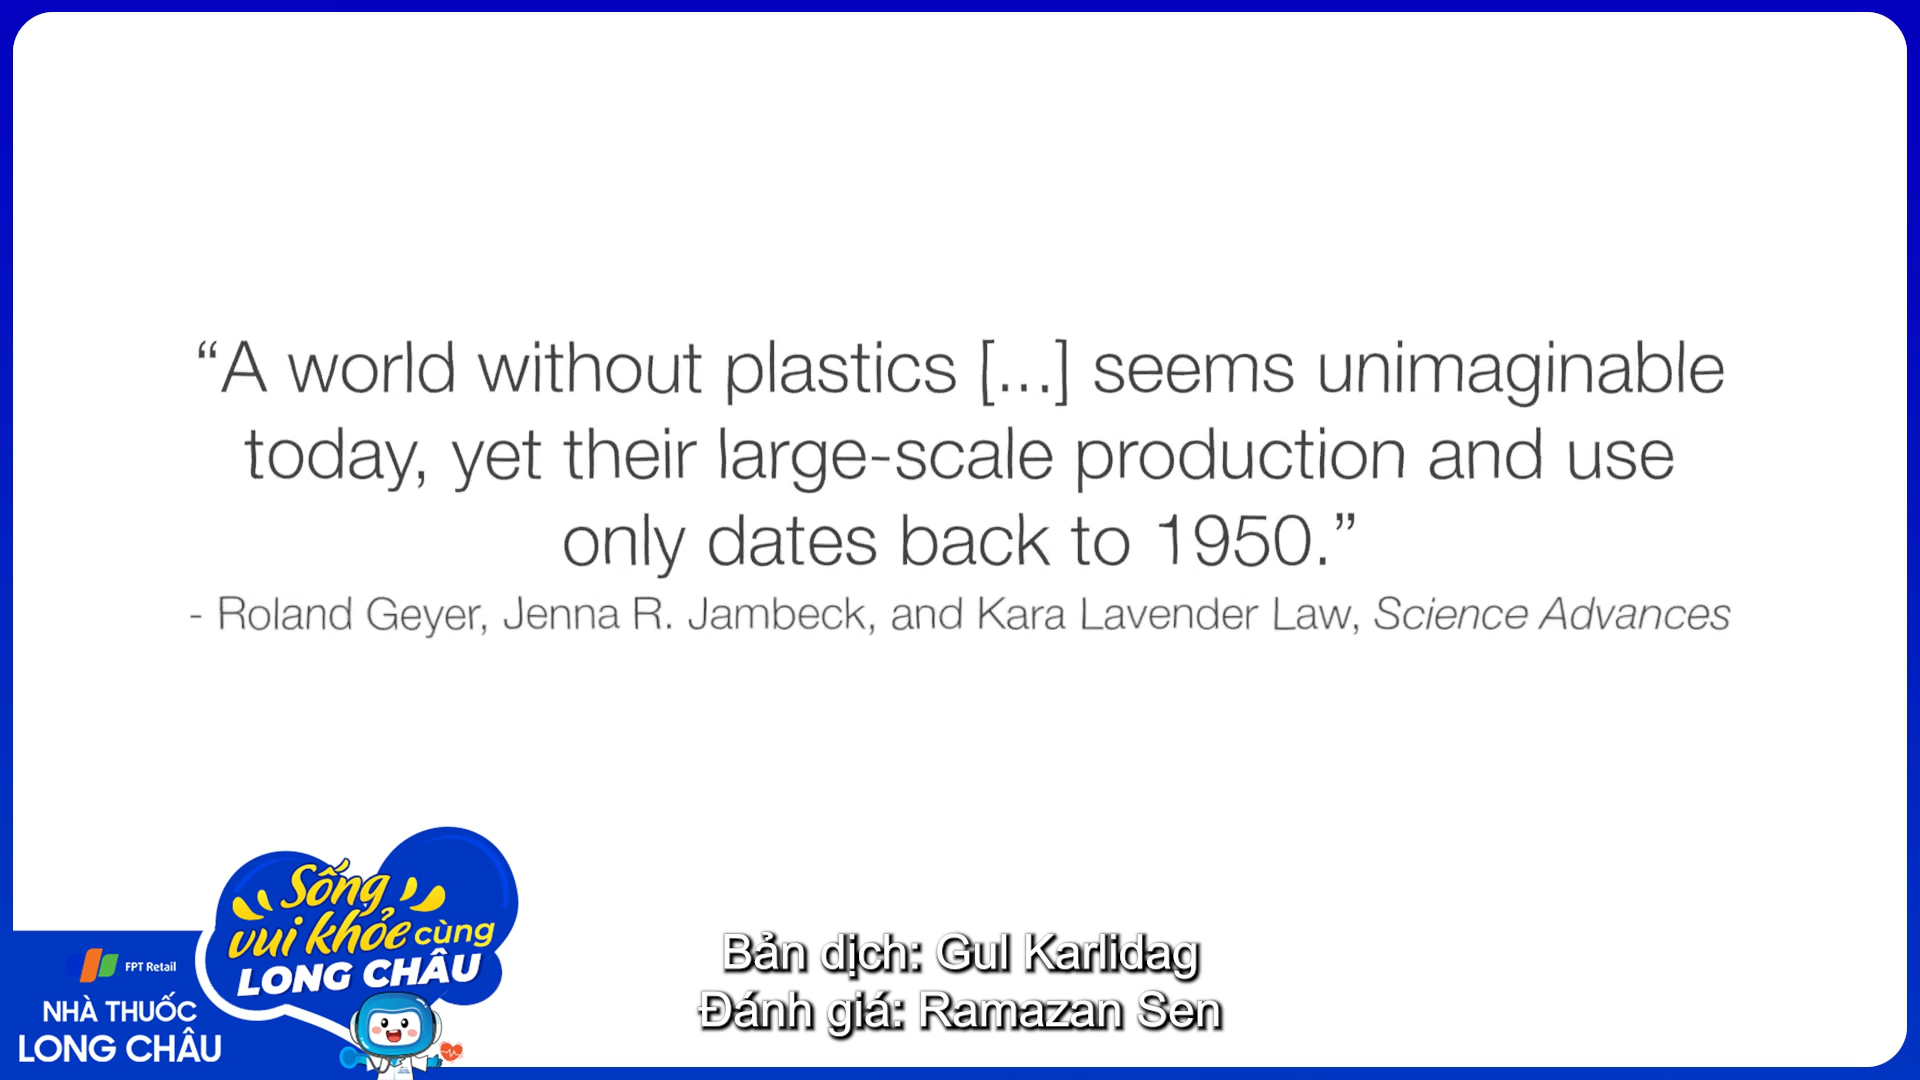 “A world without plastics [...] seems unimaginable
today, yet their large-scale production and use
only dates back to 1950.”
- Roland Geyer, Jenna R. Jambeck, and Kara Lavender Law, Science Advances
Sống
vui khỏe cùng
LONG CHÂU
FPT Retail
NHÀ THUỐC
LONG CHÂU
Bản dịch: Gul Karlidag
Đánh giá: Ramazan Sen